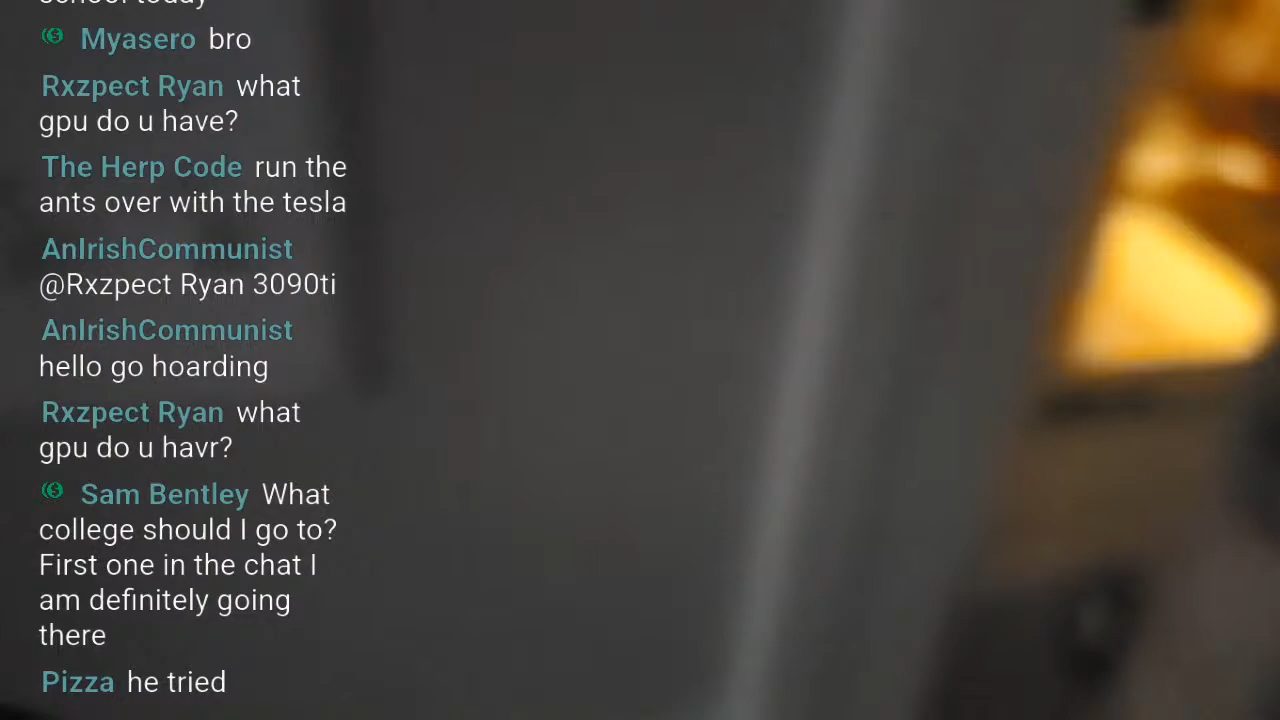 school today
Myasero bro
Rxzpect Ryan what
gpu do u have?
The Herp Code run the
ants over with the tesla
AnIrishCommunist
@Rxzpect Ryan 3090ti
AnIrishCommunist
hello go hoarding
Rxzpect Ryan what
gpu do u havr?
Sam Bentley What
college should I go to?
First one in the chat I
am definitely going
there
Pizza he tried